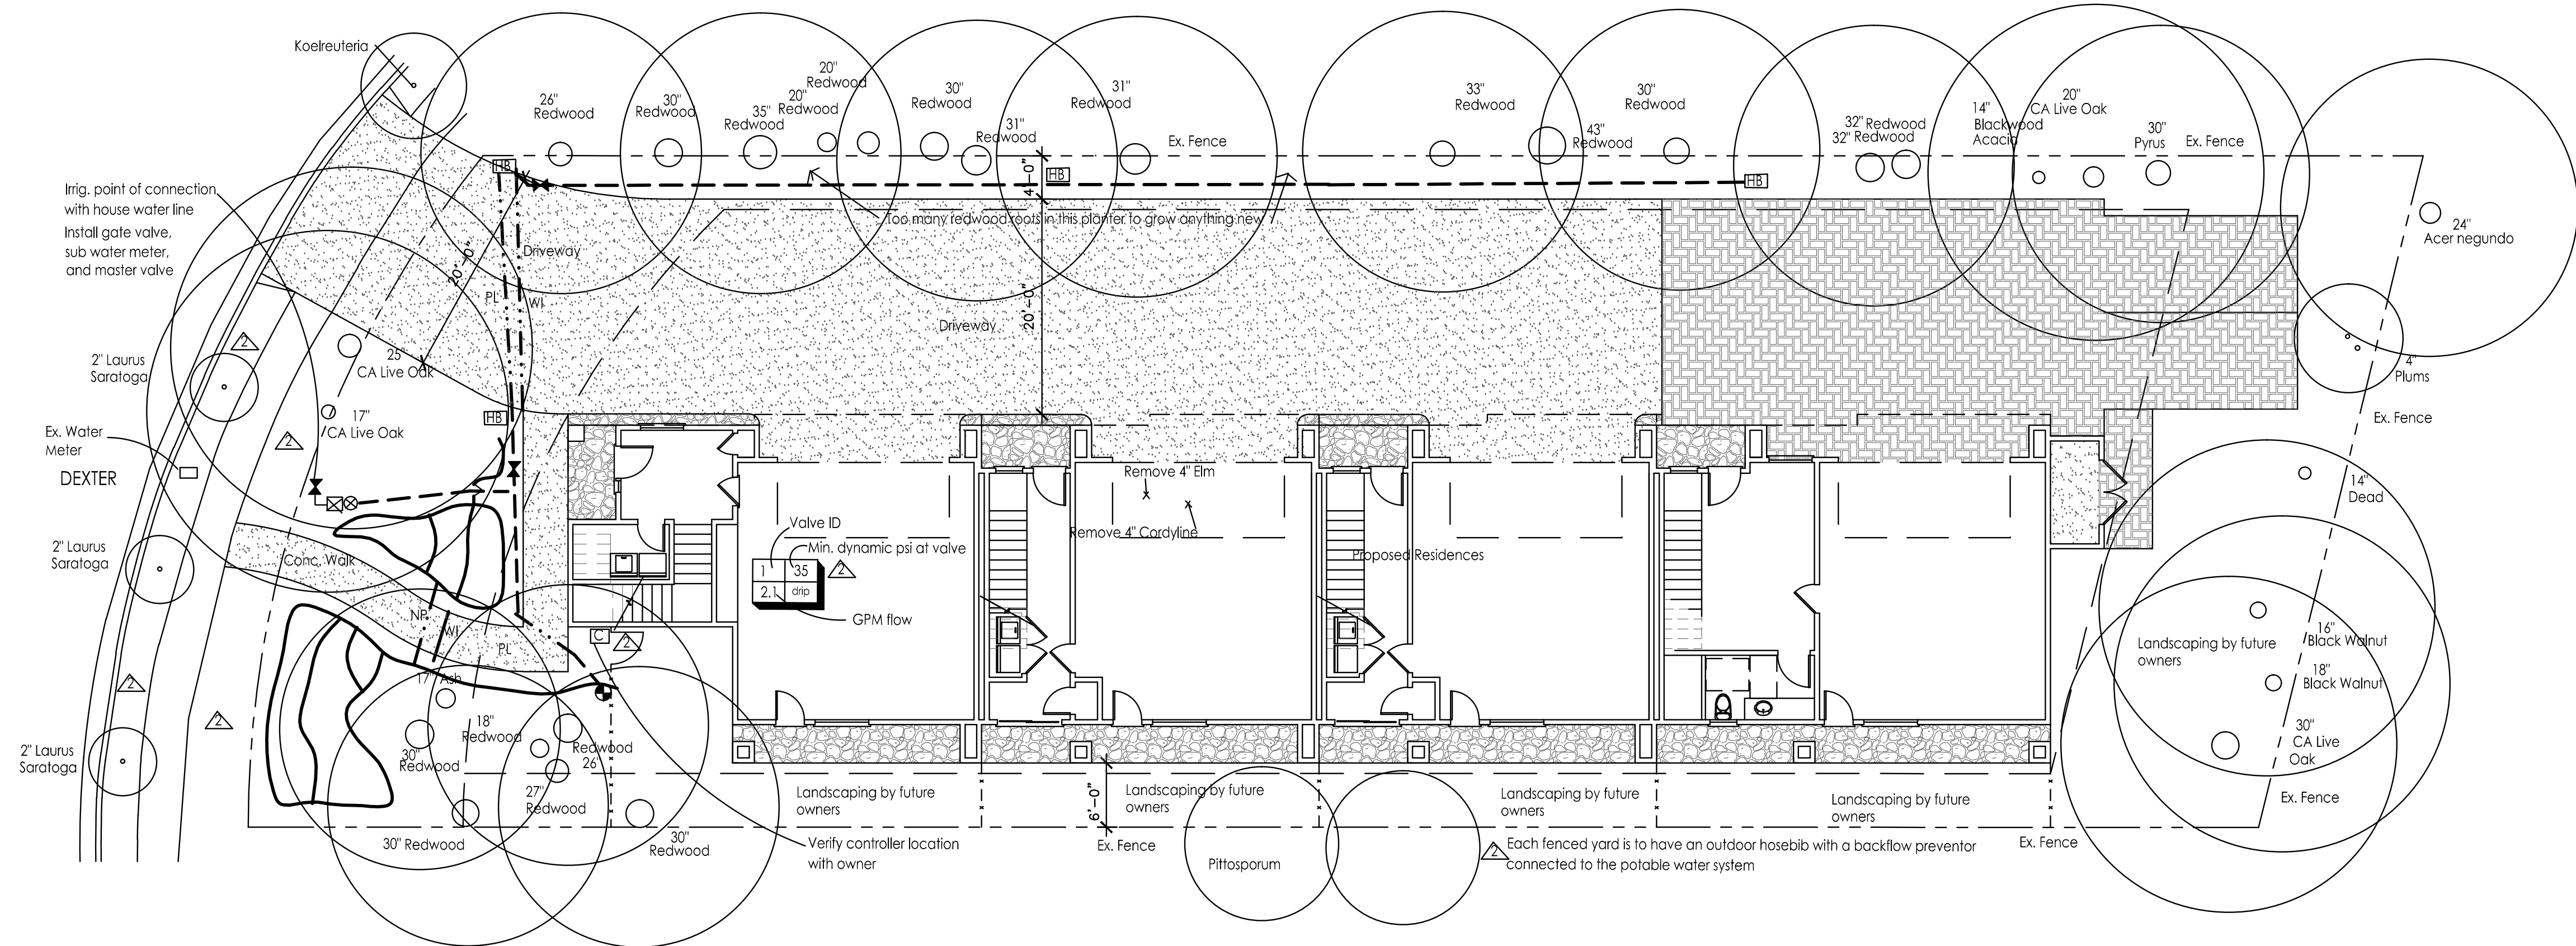 Koelreuteria
26"
Redwood
30"
Redwood
35"
Redwood
20"
Redwood
20"
Redwood
30"
Redwood
31"
Redwood
31"
Redwood
Ex. Fence
33"
Redwood
43"
Redwood
30"
Redwood
32" Redwood
32" Redwood
14"
Blackwood
Acacia
20"
CA Live Oak
30"
Pyrus
Ex. Fence
24"
Acer negundo
HB
HB
HB
4'-0"
Too many redwood roots in this planter to grow anything new
Irrig. point of connection
with house water line
Install gate valve,
sub water meter,
and master valve
20'-0"
Driveway
PL
WI
Driveway
20'-0"
2
2" Laurus
Saratoga
25"
CA Live Oak
17"
CA Live Oak
HB
2
Ex. Water
Meter
DEXTER
4"
Plums
Ex. Fence
14"
Dead
Remove 4" Elm
Remove 4" Cordyline
Proposed Residences
Valve ID
Min. dynamic psi at valve
1
35
2.1
drip
2
GPM flow
2" Laurus
Saratoga
Conc. Walk
NP
WI
PL
C
2
16"
Black Walnut
18"
Black Walnut
Landscaping by future
owners
30"
CA Live
Oak
Ex. Fence
2
2
2" Laurus
Saratoga
17" Ash
18"
Redwood
30"
Redwood
Redwood
26"
27"
Redwood
30" Redwood
30"
Redwood
Landscaping by future
owners
6'-0"
Landscaping by future
owners
Landscaping by future
owners
Landscaping by future
owners
Verify controller location
with owner
Ex. Fence
Pittosporum
2
Each fenced yard is to have an outdoor hosebib with a backflow preventor
connected to the potable water system
Ex. Fence